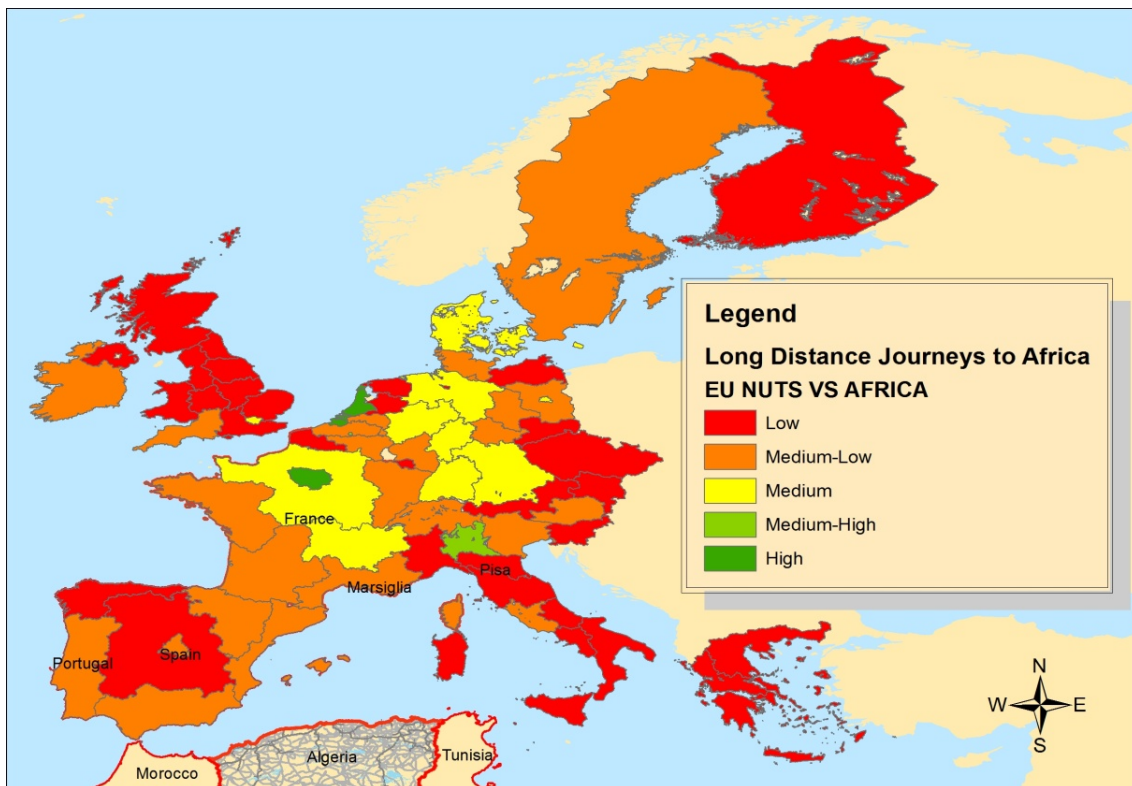 Legend
Long Distance Journeys to Africa
EU NUTS VS AFRICA
Low
Medium-Low
Medium
Medium-High
High
France
Marsiglia
Pisa
Portugal
Spain
Morocco
Algeria
Tunisia
N
W
E
S